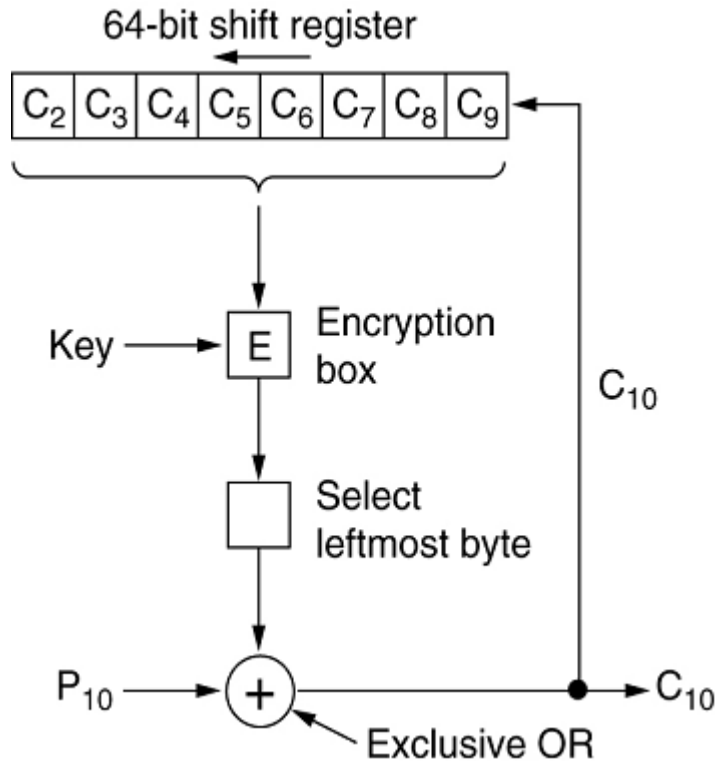 64-bit shift register
C₂ C₃ C₄ C₅ C₆ C₇ C₈ C₉
Key
E
Encryption
box
C₁₀
Select
leftmost byte
P₁₀
+
C₁₀
Exclusive OR